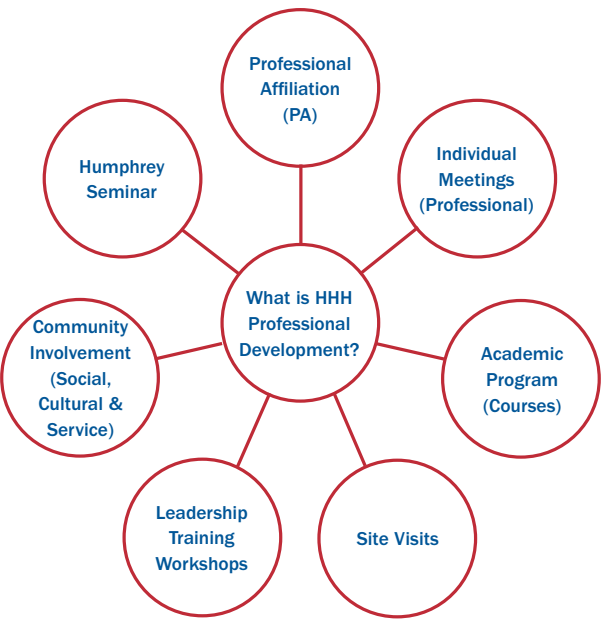 Professional
Affiliation
(PA)
Individual
Meetings
(Professional)
Humphrey
Seminar
What is HHH
Professional
Development?
Community
Involvement
(Social,
Cultural &
Service)
Academic
Program
(Courses)
Leadership
Training
Workshops
Site Visits